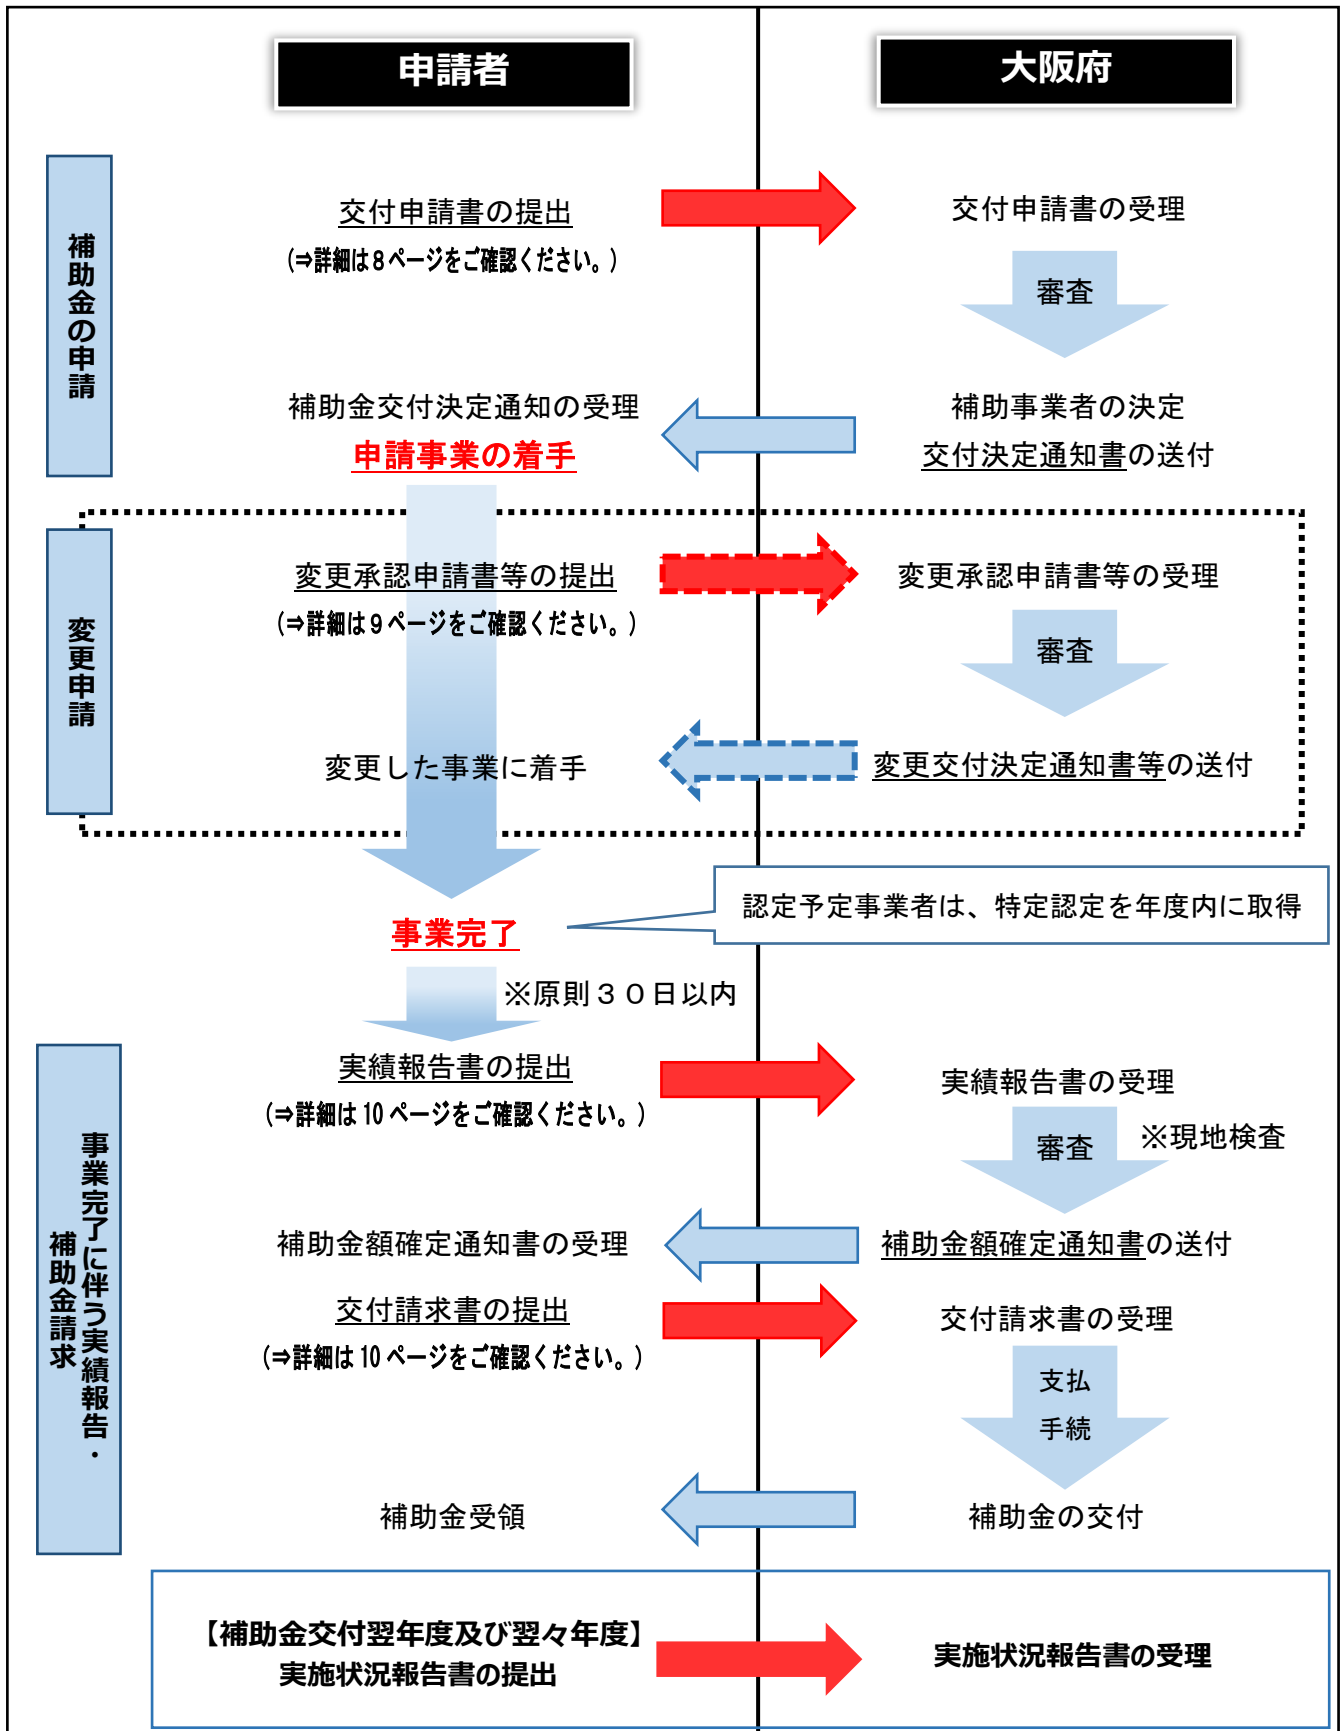 申請者
大阪府
補助金の申請
交付申請書の提出
(⇒詳細は８ページをご確認ください。)
交付申請書の受理
審査
補助金交付決定通知の受理
申請事業の着手
補助事業者の決定
交付決定通知書の送付
変更申請
変更承認申請書等の提出
(⇒詳細は９ページをご確認ください。)
変更承認申請書等の受理
審査
変更した事業に着手
変更交付決定通知書等の送付
認定予定事業者は、特定認定を年度内に取得
事業完了
※原則３０日以内
事業完了に伴う実績報告・
補助金請求
実績報告書の提出
(⇒詳細は10ページをご確認ください。)
実績報告書の受理
審査
※現地検査
補助金額確定通知書の受理
補助金額確定通知書の送付
交付請求書の提出
(⇒詳細は10ページをご確認ください。)
交付請求書の受理
支払
手続
補助金受領
補助金の交付
【補助金交付翌年度及び翌々年度】
実施状況報告書の提出
実施状況報告書の受理